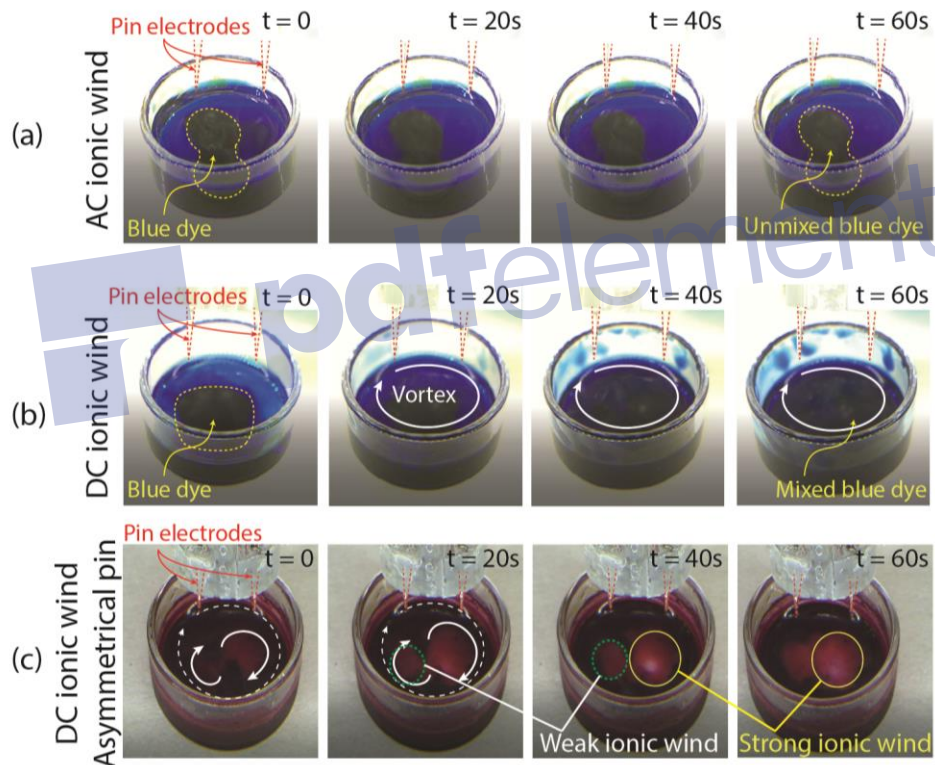 Pin electrodes
t = 0
t = 20s
t = 40s
t = 60s
(a)
AC ionic wind
Blue dye
Unmixed blue dye
pdfelement
Pin electrodes
t = 0
t = 20s
t = 40s
t = 60s
(b)
DC ionic wind
Vortex
Blue dye
Mixed blue dye
Pin electrodes
t = 0
t = 20s
t = 40s
t = 60s
(c)
DC ionic wind
Asymmetrical pin
Weak ionic wind
Strong ionic wind